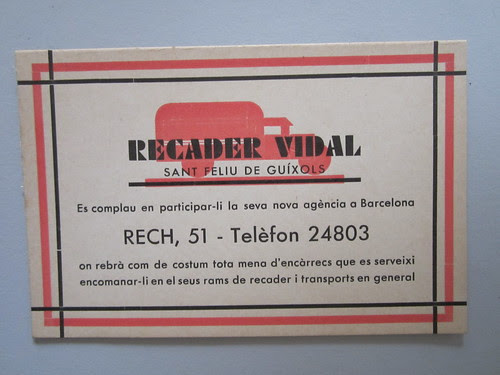 RECADER VIDAL
SANT FELIU DE GUÍXOLS
Es complau en participar-li la seva nova agència a Barcelona
RECH, 51 - Telèfon 24803
on rebrà com de costum tota mena d'encàrrecs que es serveixi
encomanar-li en el seus rams de recader i transports en general